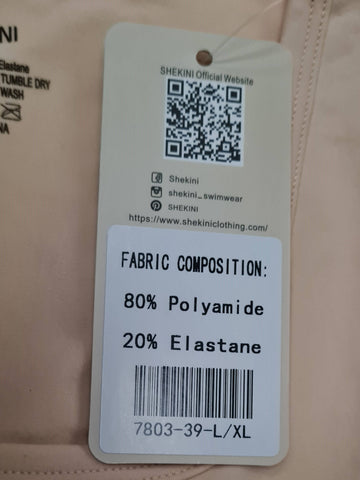 NI
Elastane
TUMBLE DRY
WASH
NA
SHEKINI Official Website
Shekini
shekini_swimwear
SHEKINI
https://www.shekiniclothing.com/
FABRIC COMPOSITION:
80% Polyamide
20% Elastane
7803-39-L/XL